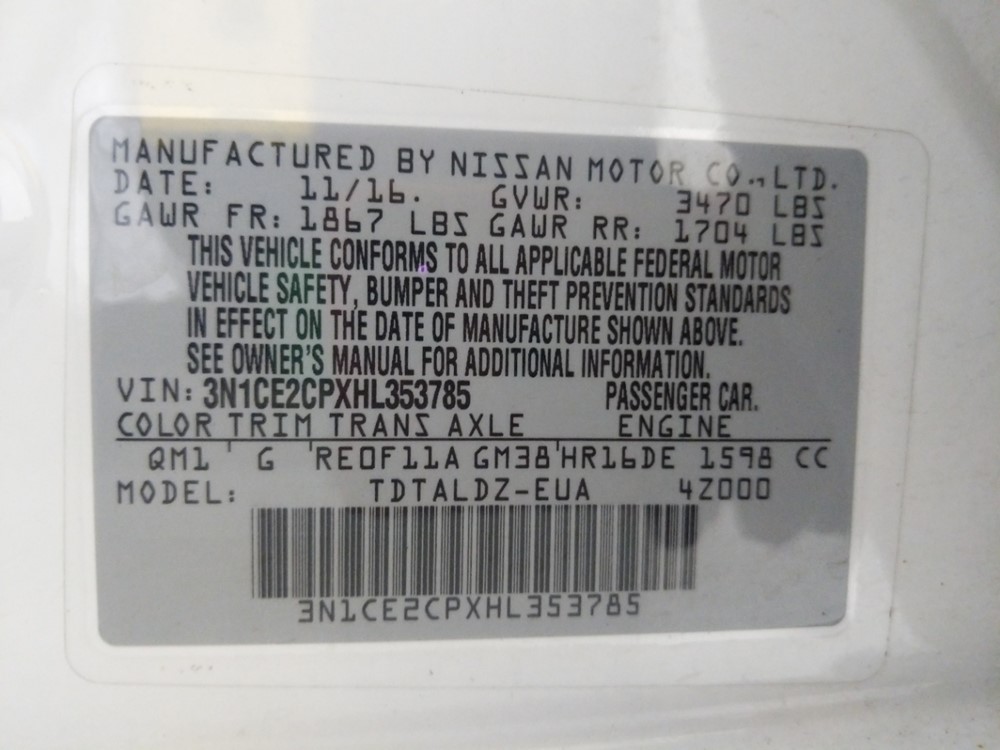 MANUFACTURED BY NISSAN MOTOR CO., LTD.
DATE: 11/16. GVWR: 3470 LBS
GAWR FR: 1867 LBS GAWR RR: 1704 LBS
THIS VEHICLE CONFORMS TO ALL APPLICABLE FEDERAL MOTOR
VEHICLE SAFETY, BUMPER AND THEFT PREVENTION STANDARDS
IN EFFECT ON THE DATE OF MANUFACTURE SHOWN ABOVE.
SEE OWNER'S MANUAL FOR ADDITIONAL INFORMATION.
VIN: 3N1CE2CPXHL353785 PASSENGER CAR.
COLOR TRIM TRANS AXLE ENGINE
QM1 G RE0F11A GM38 HR16DE 1598 CC
MODEL: TDTALDZ-EUA 4Z000
3N1CE2CPXHL353785